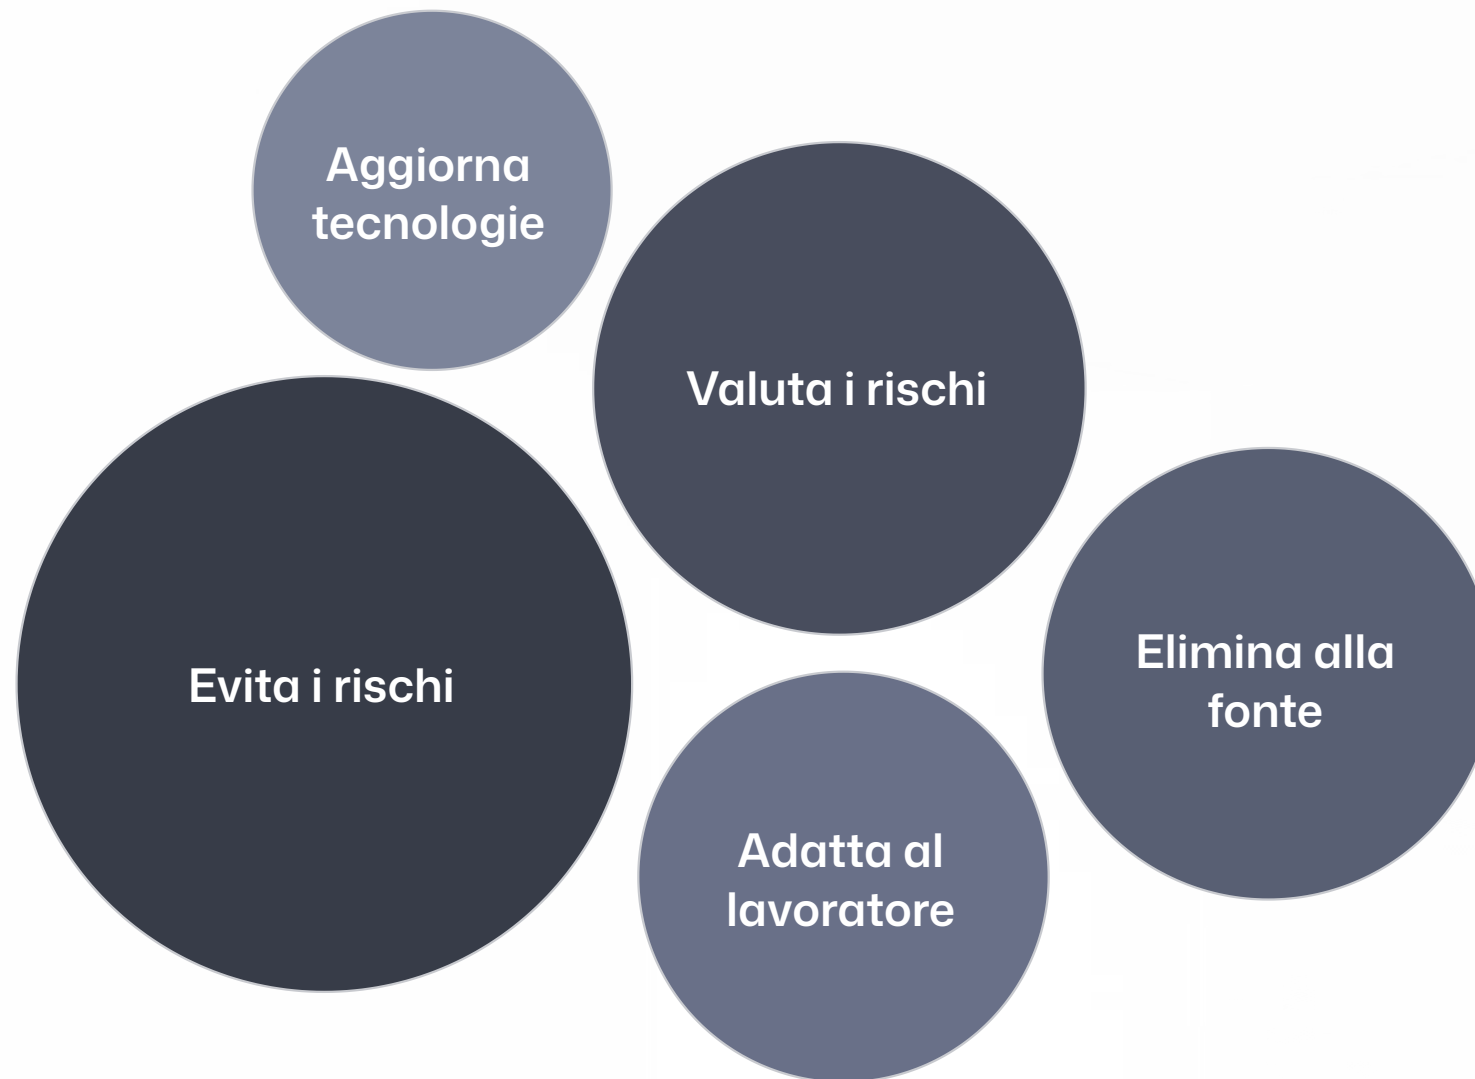 Aggiorna
tecnologie
Valuta i rischi
Evita i rischi
Elimina alla
fonte
Adatta al
lavoratore